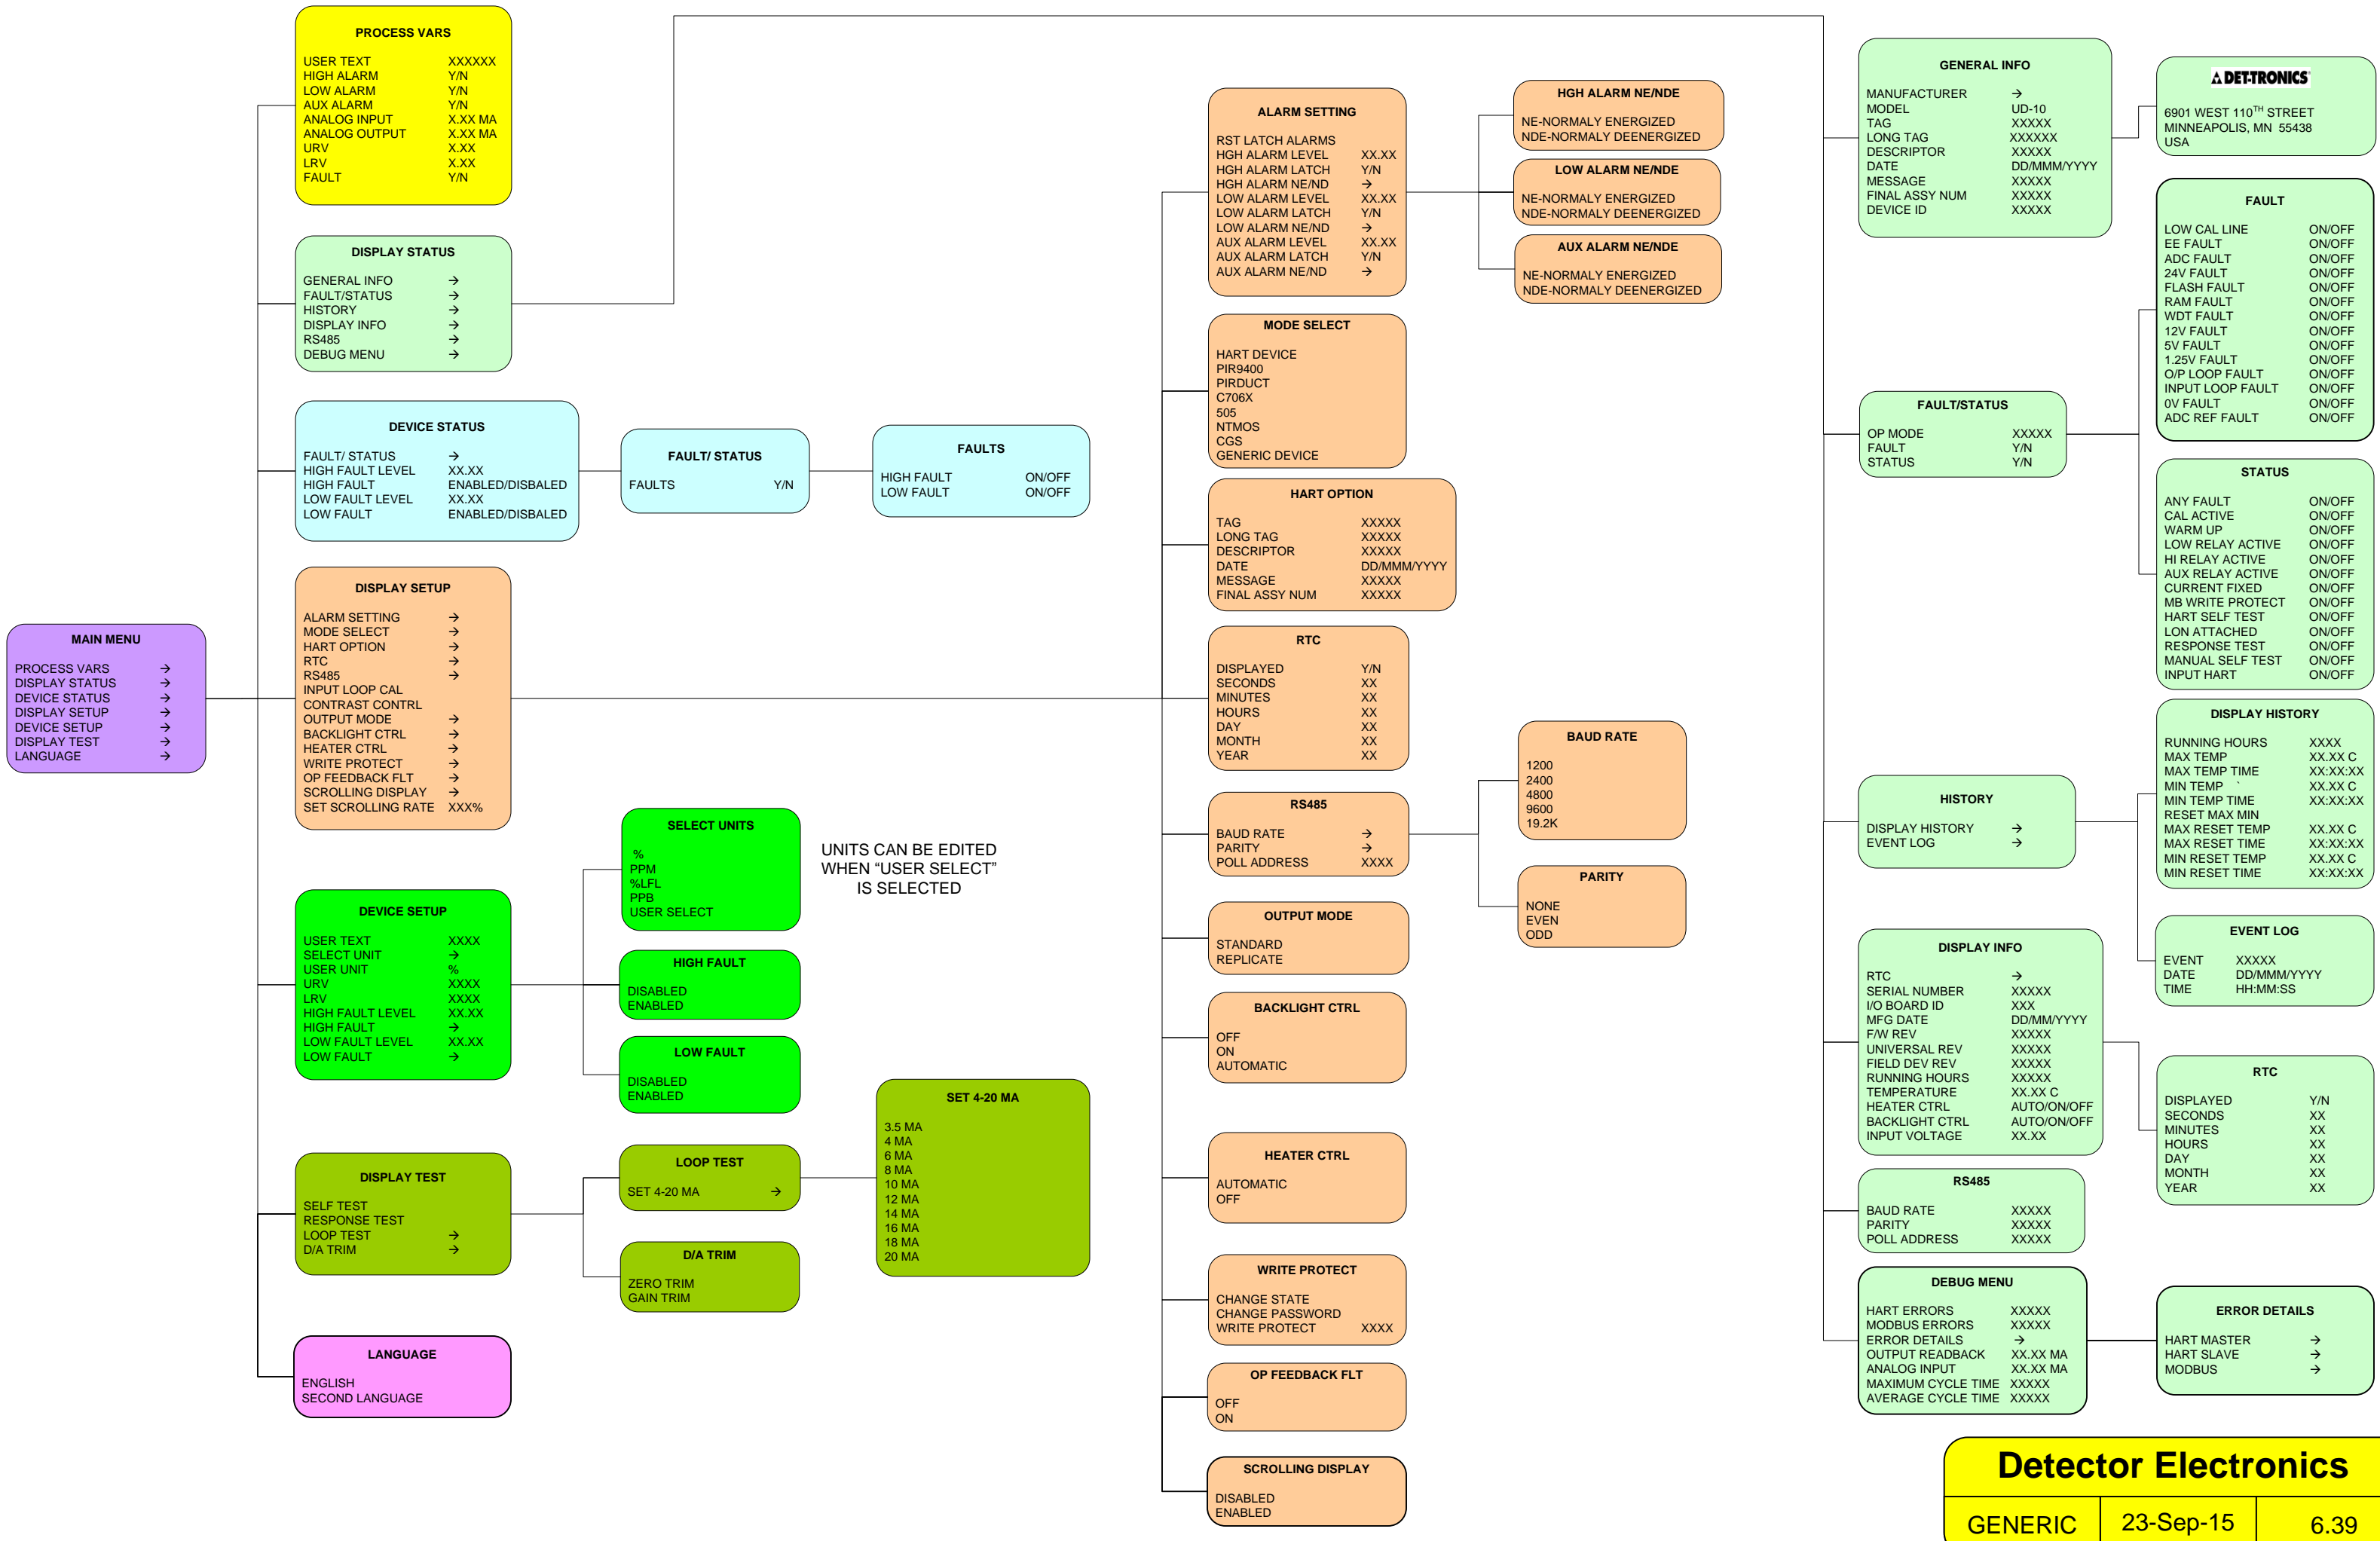 MAIN MENU
PROCESS VARS →
DISPLAY STATUS →
DEVICE STATUS →
DISPLAY SETUP →
DEVICE SETUP →
DISPLAY TEST →
LANGUAGE →
PROCESS VARS
USER TEXT XXXXXX
HIGH ALARM Y/N
LOW ALARM Y/N
AUX ALARM Y/N
ANALOG INPUT X.XX MA
ANALOG OUTPUT X.XX MA
URV X.XX
LRV X.XX
FAULT Y/N
DISPLAY STATUS
GENERAL INFO →
FAULT/STATUS →
HISTORY →
DISPLAY INFO →
RS485 →
DEBUG MENU →
DEVICE STATUS
FAULT/ STATUS →
HIGH FAULT LEVEL XX.XX
HIGH FAULT ENABLED/DISBALED
LOW FAULT LEVEL XX.XX
LOW FAULT ENABLED/DISBALED
FAULT/ STATUS
FAULTS Y/N
FAULTS
HIGH FAULT ON/OFF
LOW FAULT ON/OFF
DISPLAY SETUP
ALARM SETTING →
MODE SELECT →
HART OPTION →
RTC →
RS485 →
INPUT LOOP CAL
CONTRAST CONTRL
OUTPUT MODE →
BACKLIGHT CTRL →
HEATER CTRL →
WRITE PROTECT →
OP FEEDBACK FLT →
SCROLLING DISPLAY →
SET SCROLLING RATE XXX%
DEVICE SETUP
USER TEXT XXXX
SELECT UNIT →
USER UNIT %
URV XXXX
LRV XXXX
HIGH FAULT LEVEL XX.XX
HIGH FAULT →
LOW FAULT LEVEL XX.XX
LOW FAULT →
SELECT UNITS
%
PPM
%LFL
PPB
USER SELECT
UNITS CAN BE EDITED
WHEN “USER SELECT”
IS SELECTED
HIGH FAULT
DISABLED
ENABLED
LOW FAULT
DISABLED
ENABLED
DISPLAY TEST
SELF TEST
RESPONSE TEST
LOOP TEST →
D/A TRIM →
LOOP TEST
SET 4-20 MA →
D/A TRIM
ZERO TRIM
GAIN TRIM
SET 4-20 MA
3.5 MA
4 MA
6 MA
8 MA
10 MA
12 MA
14 MA
16 MA
18 MA
20 MA
LANGUAGE
ENGLISH
SECOND LANGUAGE
ALARM SETTING
RST LATCH ALARMS
HGH ALARM LEVEL XX.XX
HGH ALARM LATCH Y/N
HGH ALARM NE/ND →
LOW ALARM LEVEL XX.XX
LOW ALARM LATCH Y/N
LOW ALARM NE/ND →
AUX ALARM LEVEL XX.XX
AUX ALARM LATCH Y/N
AUX ALARM NE/ND →
HGH ALARM NE/NDE
NE-NORMALY ENERGIZED
NDE-NORMALY DEENERGIZED
LOW ALARM NE/NDE
NE-NORMALY ENERGIZED
NDE-NORMALY DEENERGIZED
AUX ALARM NE/NDE
NE-NORMALY ENERGIZED
NDE-NORMALY DEENERGIZED
MODE SELECT
HART DEVICE
PIR9400
PIRDUCT
C706X
505
NTMOS
CGS
GENERIC DEVICE
HART OPTION
TAG XXXXX
LONG TAG XXXXX
DESCRIPTOR XXXXX
DATE DD/MMM/YYYY
MESSAGE XXXXX
FINAL ASSY NUM XXXXX
RTC
DISPLAYED Y/N
SECONDS XX
MINUTES XX
HOURS XX
DAY XX
MONTH XX
YEAR XX
RS485
BAUD RATE →
PARITY →
POLL ADDRESS XXXX
BAUD RATE
1200
2400
4800
9600
19.2K
PARITY
NONE
EVEN
ODD
OUTPUT MODE
STANDARD
REPLICATE
BACKLIGHT CTRL
OFF
ON
AUTOMATIC
HEATER CTRL
AUTOMATIC
OFF
WRITE PROTECT
CHANGE STATE
CHANGE PASSWORD
WRITE PROTECT XXXX
OP FEEDBACK FLT
OFF
ON
SCROLLING DISPLAY
DISABLED
ENABLED
GENERAL INFO
MANUFACTURER →
MODEL UD-10
TAG XXXXX
LONG TAG XXXXXX
DESCRIPTOR XXXXX
DATE DD/MMM/YYYY
MESSAGE XXXXX
FINAL ASSY NUM XXXXX
DEVICE ID XXXXX
DET-TRONICS
6901 WEST 110TH STREET
MINNEAPOLIS, MN 55438
USA
FAULT/STATUS
OP MODE XXXXX
FAULT Y/N
STATUS Y/N
FAULT
LOW CAL LINE ON/OFF
EE FAULT ON/OFF
ADC FAULT ON/OFF
24V FAULT ON/OFF
FLASH FAULT ON/OFF
RAM FAULT ON/OFF
WDT FAULT ON/OFF
12V FAULT ON/OFF
5V FAULT ON/OFF
1.25V FAULT ON/OFF
O/P LOOP FAULT ON/OFF
INPUT LOOP FAULT ON/OFF
0V FAULT ON/OFF
ADC REF FAULT ON/OFF
STATUS
ANY FAULT ON/OFF
CAL ACTIVE ON/OFF
WARM UP ON/OFF
LOW RELAY ACTIVE ON/OFF
HI RELAY ACTIVE ON/OFF
AUX RELAY ACTIVE ON/OFF
CURRENT FIXED ON/OFF
MB WRITE PROTECT ON/OFF
HART SELF TEST ON/OFF
LON ATTACHED ON/OFF
RESPONSE TEST ON/OFF
MANUAL SELF TEST ON/OFF
INPUT HART ON/OFF
HISTORY
DISPLAY HISTORY →
EVENT LOG →
DISPLAY HISTORY
RUNNING HOURS XXXX
MAX TEMP XX.XX C
MAX TEMP TIME XX:XX:XX
MIN TEMP ` XX.XX C
MIN TEMP TIME XX:XX:XX
RESET MAX MIN
MAX RESET TEMP XX.XX C
MAX RESET TIME XX:XX:XX
MIN RESET TEMP XX.XX C
MIN RESET TIME XX:XX:XX
EVENT LOG
EVENT XXXXX
DATE DD/MMM/YYYY
TIME HH:MM:SS
DISPLAY INFO
RTC →
SERIAL NUMBER XXXXX
I/O BOARD ID XXX
MFG DATE DD/MM/YYYY
F/W REV XXXXX
UNIVERSAL REV XXXXX
FIELD DEV REV XXXXX
RUNNING HOURS XXXXX
TEMPERATURE XX.XX C
HEATER CTRL AUTO/ON/OFF
BACKLIGHT CTRL AUTO/ON/OFF
INPUT VOLTAGE XX.XX
RTC
DISPLAYED Y/N
SECONDS XX
MINUTES XX
HOURS XX
DAY XX
MONTH XX
YEAR XX
RS485
BAUD RATE XXXXX
PARITY XXXXX
POLL ADDRESS XXXXX
DEBUG MENU
HART ERRORS XXXXX
MODBUS ERRORS XXXXX
ERROR DETAILS →
OUTPUT READBACK XX.XX MA
ANALOG INPUT XX.XX MA
MAXIMUM CYCLE TIME XXXXX
AVERAGE CYCLE TIME XXXXX
ERROR DETAILS
HART MASTER →
HART SLAVE →
MODBUS →
Detector Electronics
GENERIC 23-Sep-15 6.39